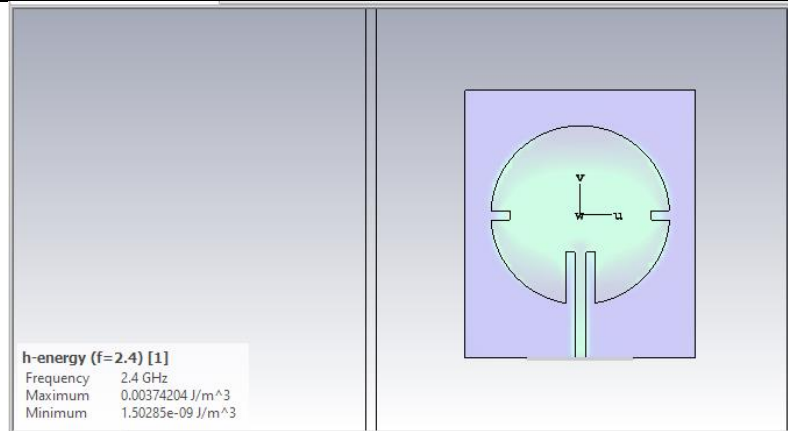 v
w u
h-energy (f=2.4) [1]
Frequency 2.4 GHz
Maximum 0.00374204 J/m^3
Minimum 1.50285e-09 J/m^3